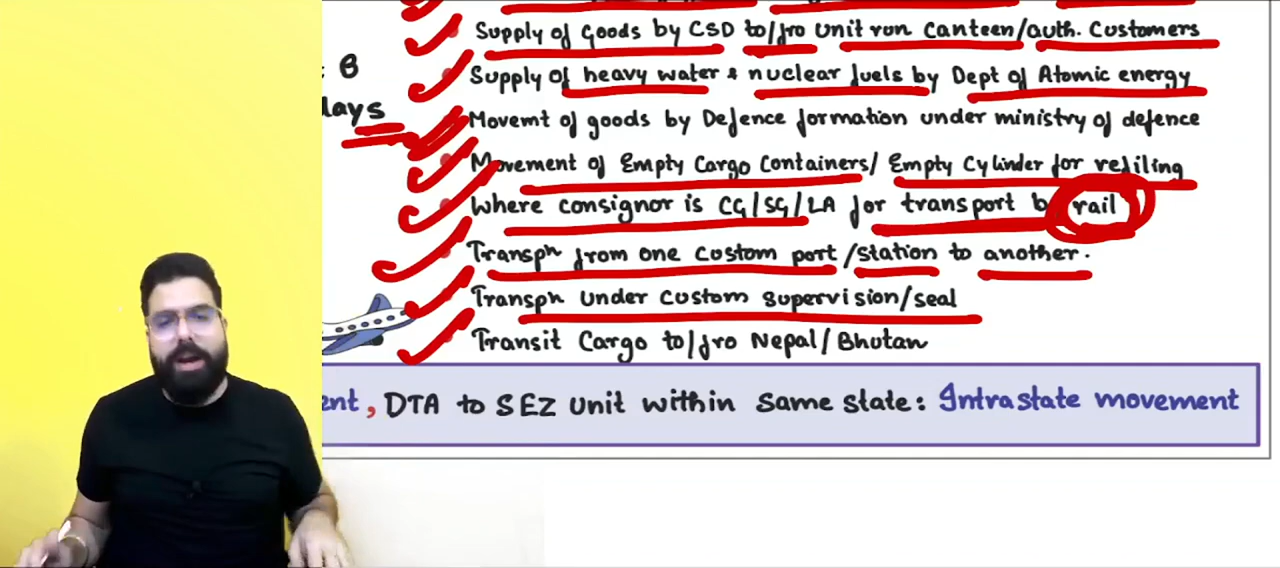 Supply of Goods by CSD to/fro Unit run Canteen/auth. Customers
B
Supply of heavy water & nuclear fuels by Dept of Atomic energy
days
Movemt of goods by Defence formation under ministry of defence
Movement of Empty Cargo Containers/ Empty Cylinder for refiling
Where consignor is CG/SG/LA for transport by rail
Transpn from one Custom port /station to another.
Transpn under Custom supervision/seal
Transit Cargo to/fro Nepal/Bhutan
, DTA to SEZ unit within same state: Intrastate movement